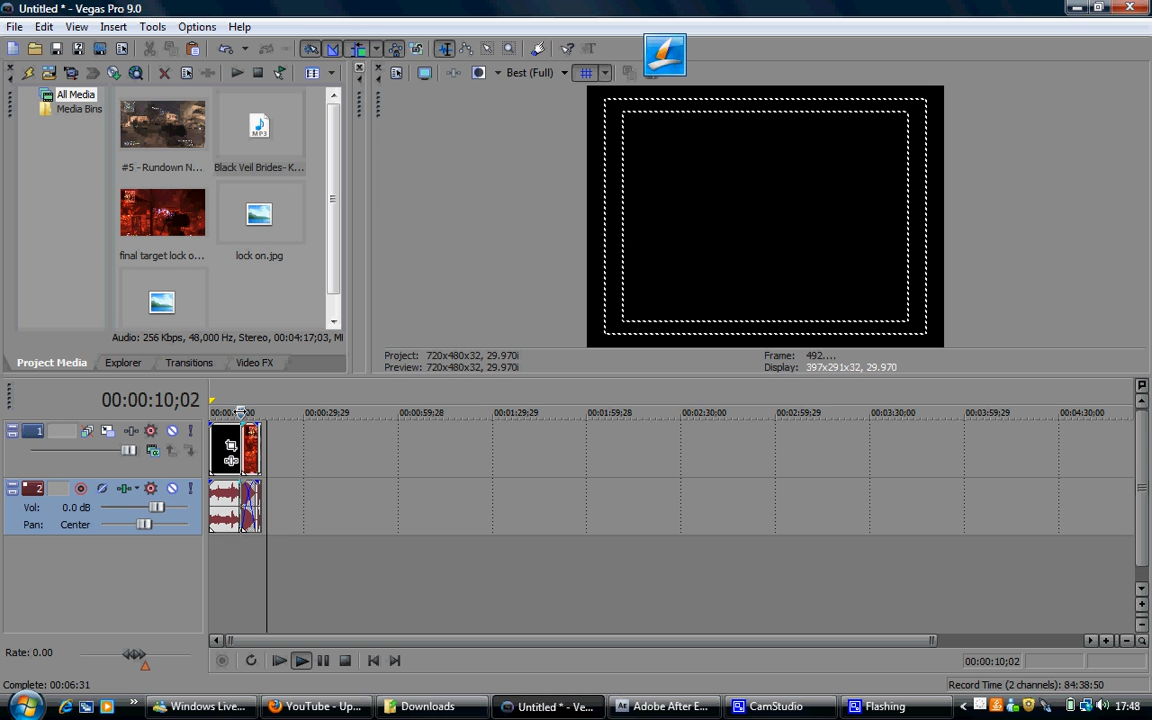 Untitled * - Vegas Pro 9.0
File Edit View Insert Tools Options Help
Best (Full)
All Media
Media Bins
MP3
#5 - Rundown N...
Black Veil Brides- K...
final target lock o...
lock on.jpg
Audio: 256 Kbps, 48,000 Hz, Stereo, 00:04:17;03, MI
Project Media Explorer Transitions Video FX
Project: 720x480x32, 29.970i
Preview: 720x480x32, 29.970i
Frame: 492....
Display: 397x291x32, 29.970
00:00:10;02
00:00:29;29 00:00:59;28 00:01:29;29 00:01:59;28 00:02:30;00 00:02:59;29 00:03:30;00 00:03:59;29 00:04:30;00
1
2
Vol: 0.0 dB
Pan: Center
Rate: 0.00
00:00:10;02
Complete: 00:06:31
Record Time (2 channels): 84:38:50
Windows Live... YouTube - Up... Downloads Untitled * - Ve... Adobe After E... CamStudio Flashing 17:48